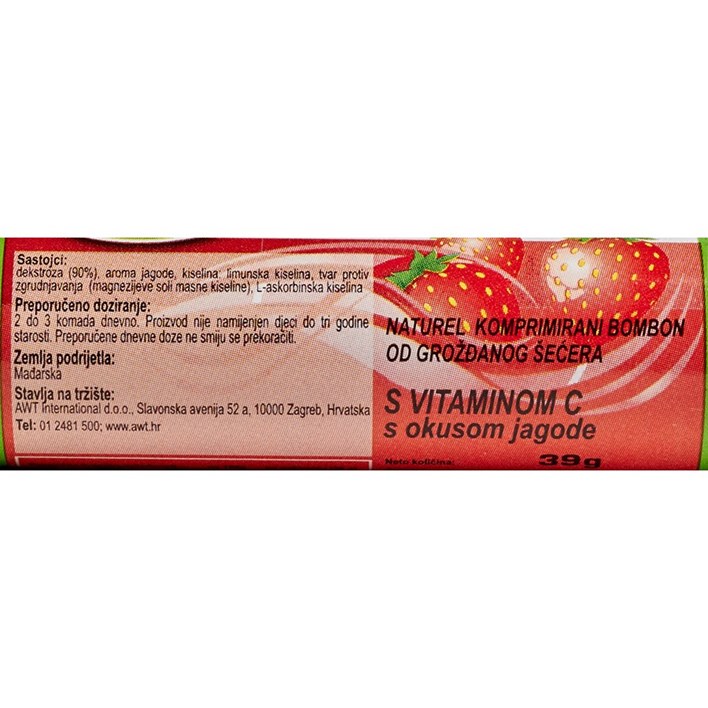 Sastojci:
dekstroza (90%), aroma jagode, kiselina: limunska kiselina, tvar protiv
zgrudnjavanja (magnezijeve soli masne kiseline), L-askorbinska kiselina
Preporučeno doziranje:
2 do 3 komada dnevno. Proizvod nije namijenjen djeci do tri godine
starosti. Preporučene dnevne doze ne smiju se prekoračiti.
Zemlja podrijetla:
Mađarska
Stavlja na tržište:
AWT International d.o.o., Slavonska avenija 52 a, 10000 Zagreb, Hrvatska
Tel: 01 2481 500; www.awt.hr
NATUREL KOMPRIMIRANI BOMBON
OD GROŽĐANOG ŠEĆERA
S VITAMINOM C
s okusom jagode
Neto količina: 39g